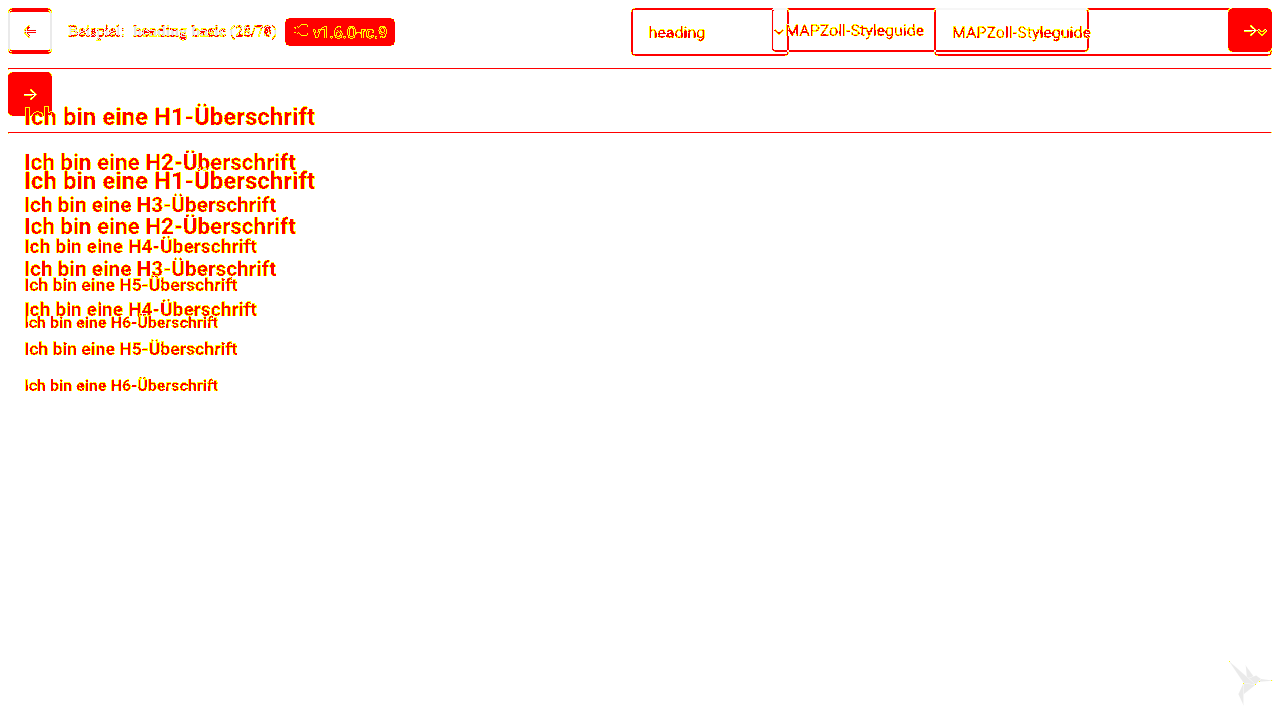 Beispiel: heading basic v1.6.0-rc.9 heading MAPZoll-Styleguide MAPZoll-Styleguide
Ich bin eine H1-Überschrift
Ich bin eine H2-Überschrift
Ich bin eine H1-Überschrift
Ich bin eine H3-Überschrift
Ich bin eine H2-Überschrift
Ich bin eine H4-Überschrift
Ich bin eine H3-Überschrift
Ich bin eine H5-Überschrift
Ich bin eine H4-Überschrift
Ich bin eine H6-Überschrift
Ich bin eine H5-Überschrift
Ich bin eine H6-Überschrift